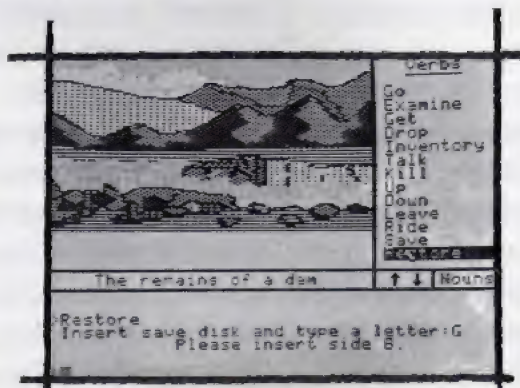 Verbs
Go
Examine
Get
Drop
Inventory
Talk
Kill
Up
Down
Leave
Ride
Save
Restore
The remains of a dam
↑ ↓ Nouns
>Restore
Insert save disk and type a letter:G
Please insert side B.